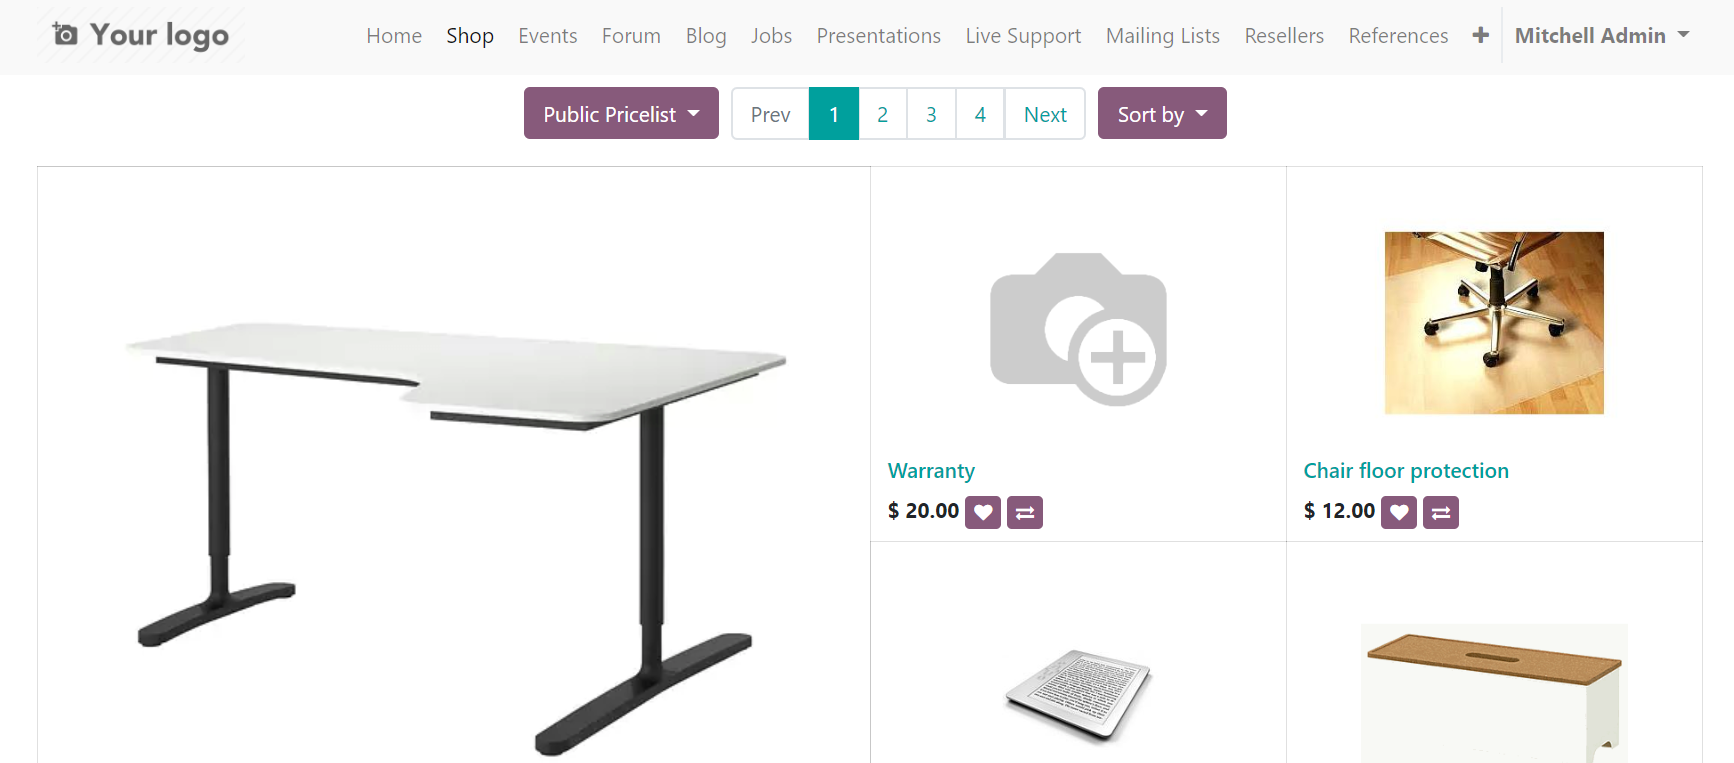 Your logo
Home Shop Events Forum Blog Jobs Presentations Live Support Mailing Lists Resellers References + Mitchell Admin
Public Pricelist Prev 1 2 3 4 Next Sort by
Warranty
$ 20.00
Chair floor protection
$ 12.00